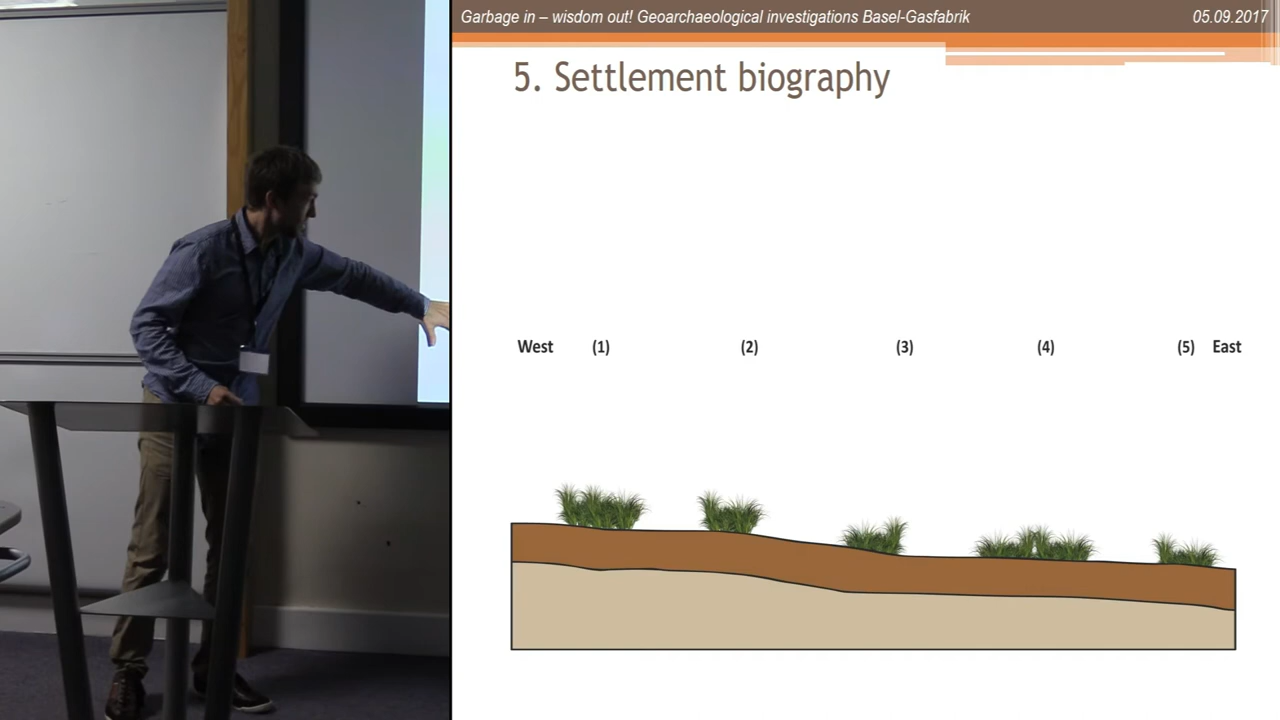 Garbage in – wisdom out! Geoarchaeological investigations Basel-Gasfabrik 05.09.2017
5. Settlement biography
West (1) (2) (3) (4) (5) East